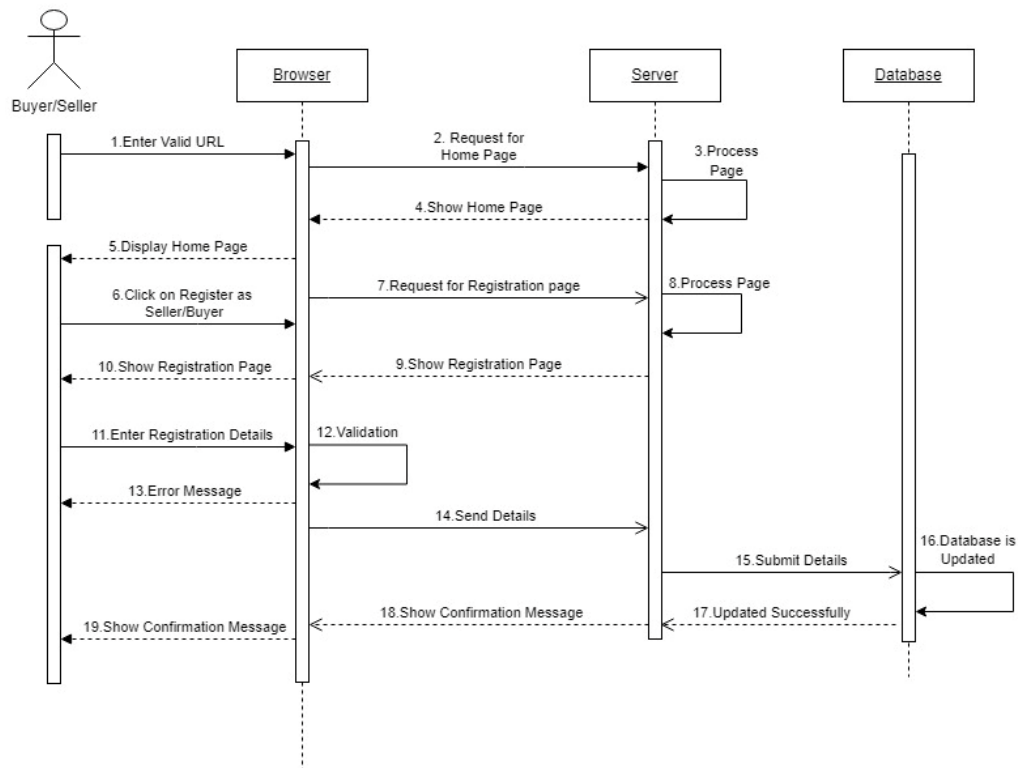 Buyer/Seller
Browser
Server
Database
1.Enter Valid URL
2. Request for
Home Page
3.Process
Page
4.Show Home Page
5.Display Home Page
6.Click on Register as
Seller/Buyer
7.Request for Registration page
8.Process Page
9.Show Registration Page
10.Show Registration Page
11.Enter Registration Details
12.Validation
13.Error Message
14.Send Details
15.Submit Details
16.Database is
Updated
17.Updated Successfully
18.Show Confirmation Message
19.Show Confirmation Message